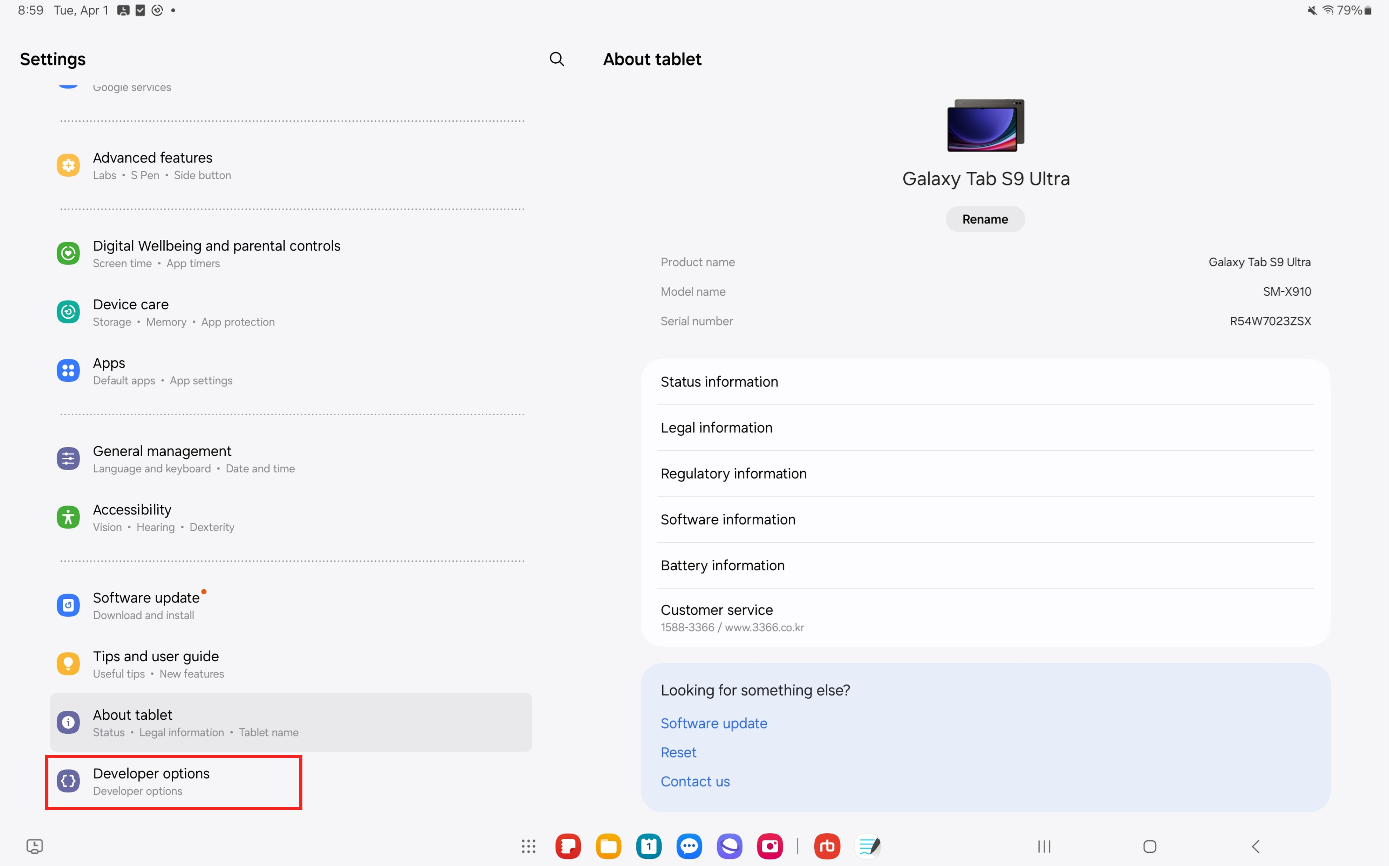 8:59 Tue, Apr 1
79%
Settings
Google services
Advanced features
Labs • S Pen • Side button
Digital Wellbeing and parental controls
Screen time • App timers
Device care
Storage • Memory • App protection
Apps
Default apps • App settings
General management
Language and keyboard • Date and time
Accessibility
Vision • Hearing • Dexterity
Software update
Download and install
Tips and user guide
Useful tips • New features
About tablet
Status • Legal information • Tablet name
Developer options
Developer options
About tablet
Galaxy Tab S9 Ultra
Rename
Product name Galaxy Tab S9 Ultra
Model name SM-X910
Serial number R54W7023ZSX
Status information
Legal information
Regulatory information
Software information
Battery information
Customer service
1588-3366 / www.3366.co.kr
Looking for something else?
Software update
Reset
Contact us
1